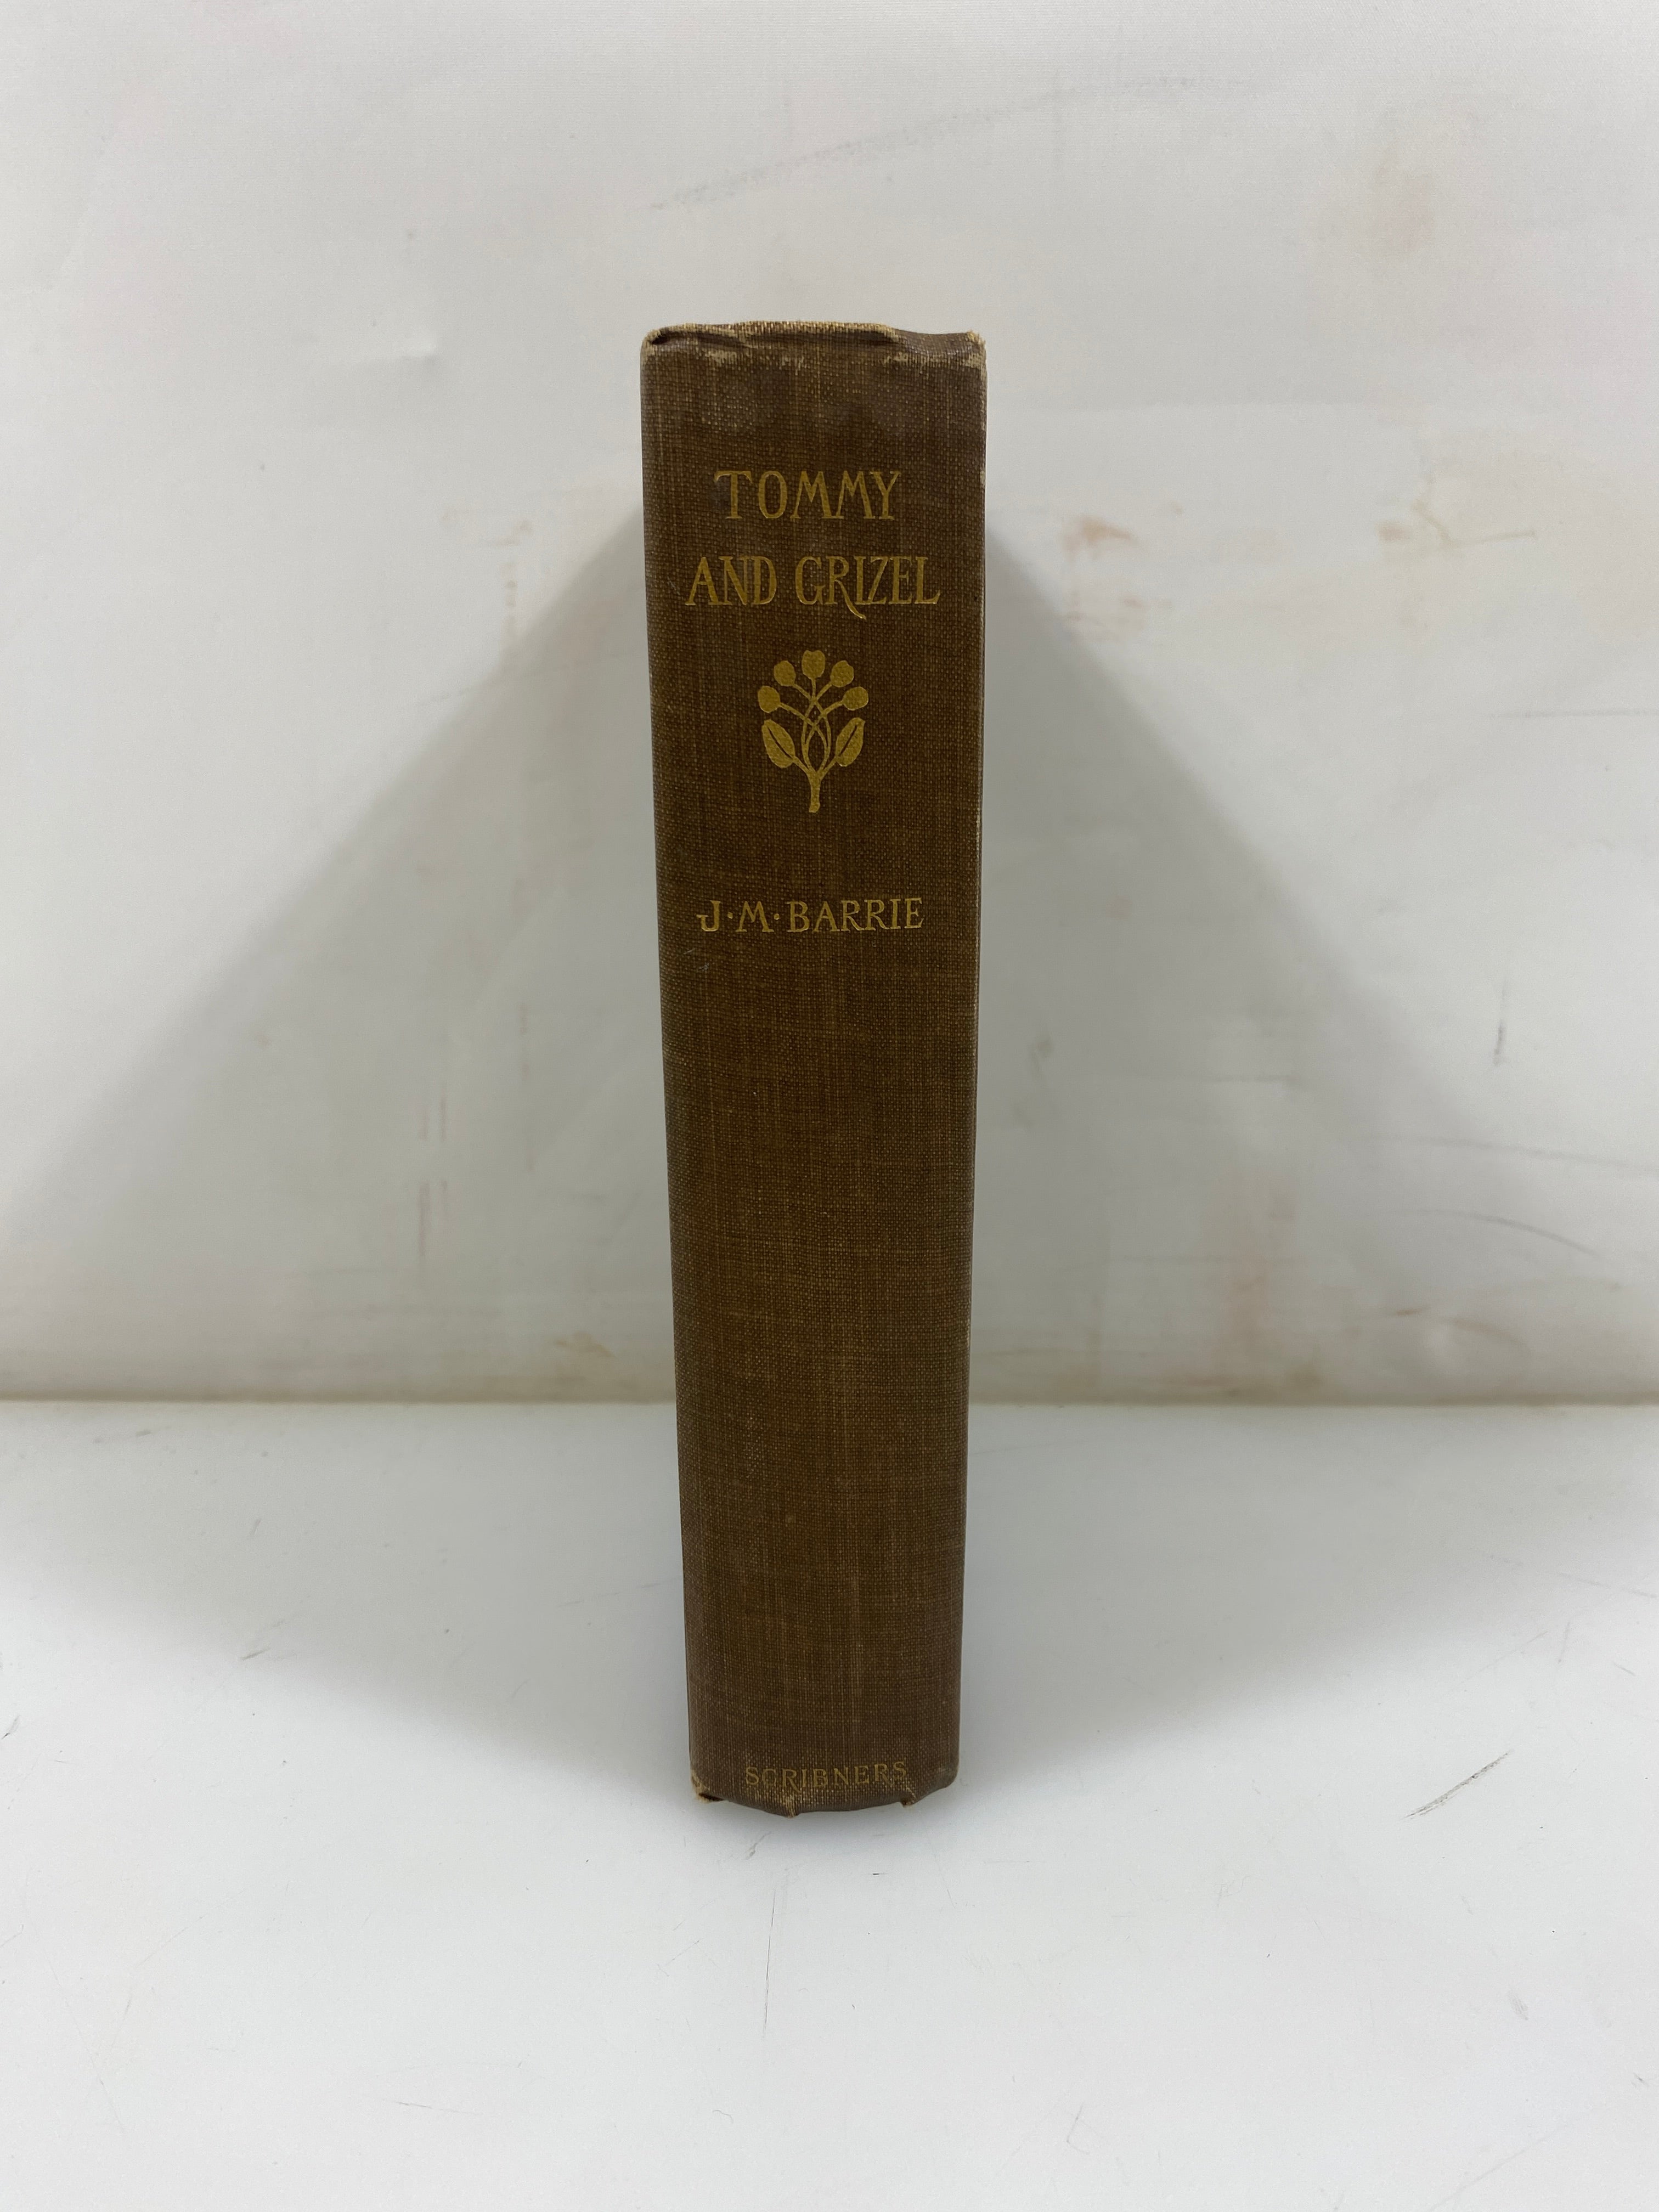 TOMMY
AND GRIZEL
J·M·BARRIE
SCRIBNERS